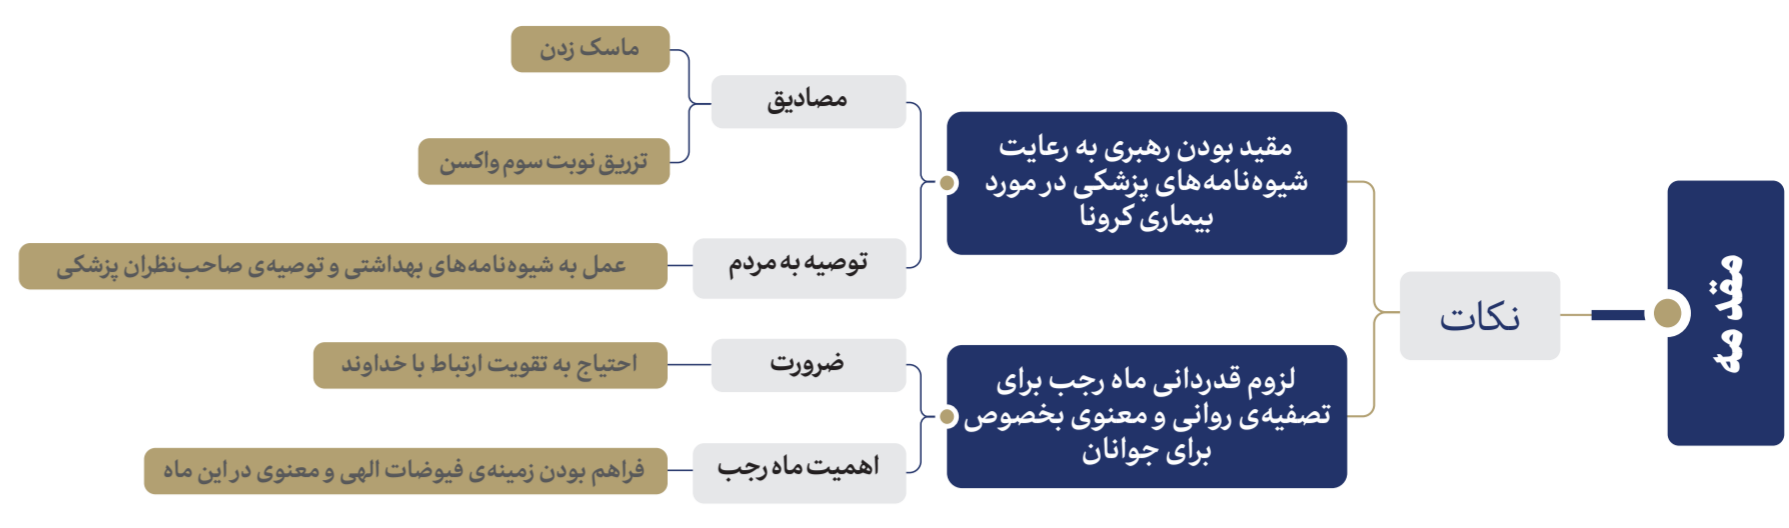 مقدمه
نکات
مقید بودن رهبری به رعایت
شیوه‌نامه‌های پزشکی در مورد
بیماری کرونا
مصادیق
ماسک زدن
تزریق نوبت سوم واکسن
توصیه به مردم
عمل به شیوه‌نامه‌های بهداشتی و توصیه‌ی صاحب‌نظران پزشکی
لزوم قدردانی ماه رجب برای
تصفیه‌ی روانی و معنوی بخصوص
برای جوانان
ضرورت
احتیاج به تقویت ارتباط با خداوند
اهمیت ماه رجب
فراهم بودن زمینه‌ی فیوضات الهی و معنوی در این ماه